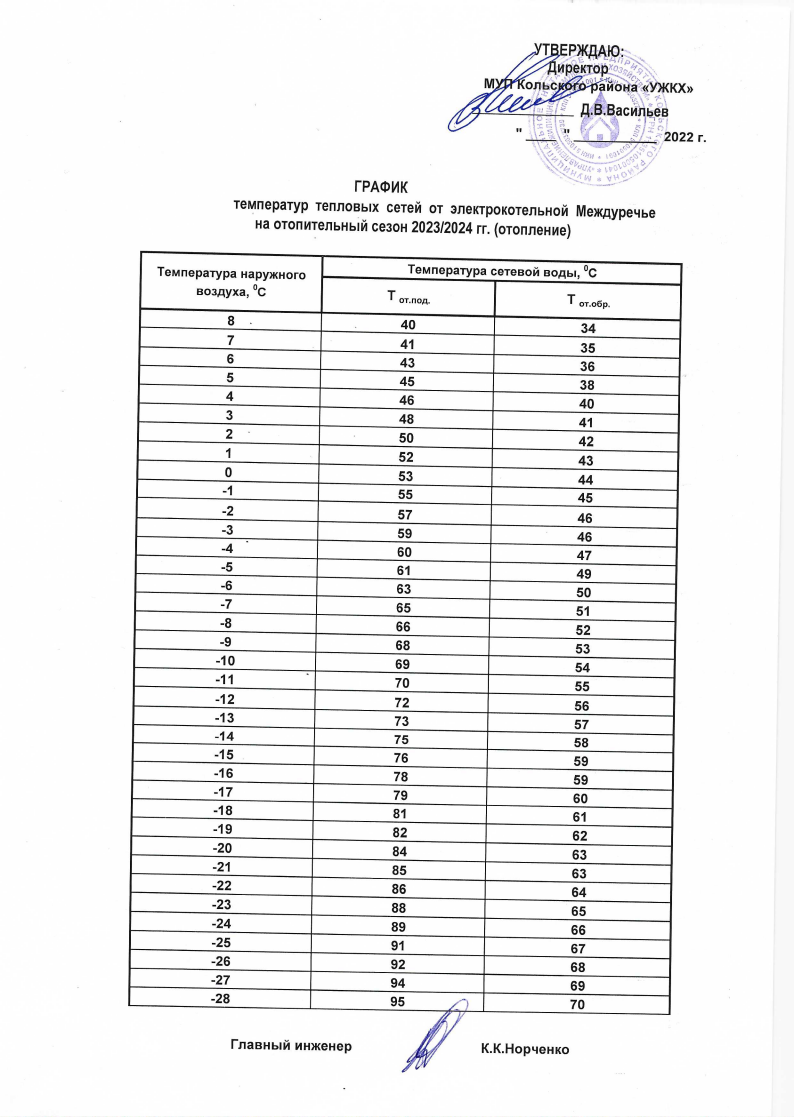 УТВЕРЖДАЮ:
Директор
МУП Кольского района «УЖКХ»
Д.В.Васильев
"____" ____________ 2022 г.
ГРАФИК
температур тепловых сетей от электрокотельной Междуречье
на отопительный сезон 2023/2024 гг. (отопление)
Температура наружного воздуха, ⁰С Температура сетевой воды, ⁰С
Т от.под. Т от.обр.
8 40 34
7 41 35
6 43 36
5 45 38
4 46 40
3 48 41
2 50 42
1 52 43
0 53 44
-1 55 45
-2 57 46
-3 59 46
-4 60 47
-5 61 49
-6 63 50
-7 65 51
-8 66 52
-9 68 53
-10 69 54
-11 70 55
-12 72 56
-13 73 57
-14 75 58
-15 76 59
-16 78 59
-17 79 60
-18 81 61
-19 82 62
-20 84 63
-21 85 63
-22 86 64
-23 88 65
-24 89 66
-25 91 67
-26 92 68
-27 94 69
-28 95 70
Главный инженер К.К.Норченко